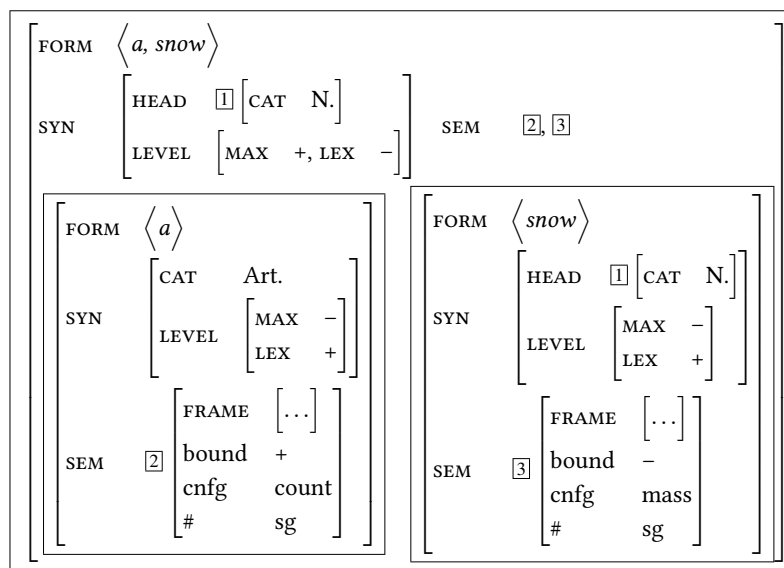 FORM ⟨a, snow⟩
SYN [HEAD 1 [CAT N.]
LEVEL [MAX +, LEX −]] SEM 2, 3
FORM ⟨a⟩
SYN [CAT Art.
LEVEL [MAX −
LEX +]]
SEM 2 [FRAME [...]
bound +
cnfg count
# sg]
FORM ⟨snow⟩
SYN [HEAD 1 [CAT N.]
LEVEL [MAX −
LEX +]]
SEM 3 [FRAME [...]
bound −
cnfg mass
# sg]